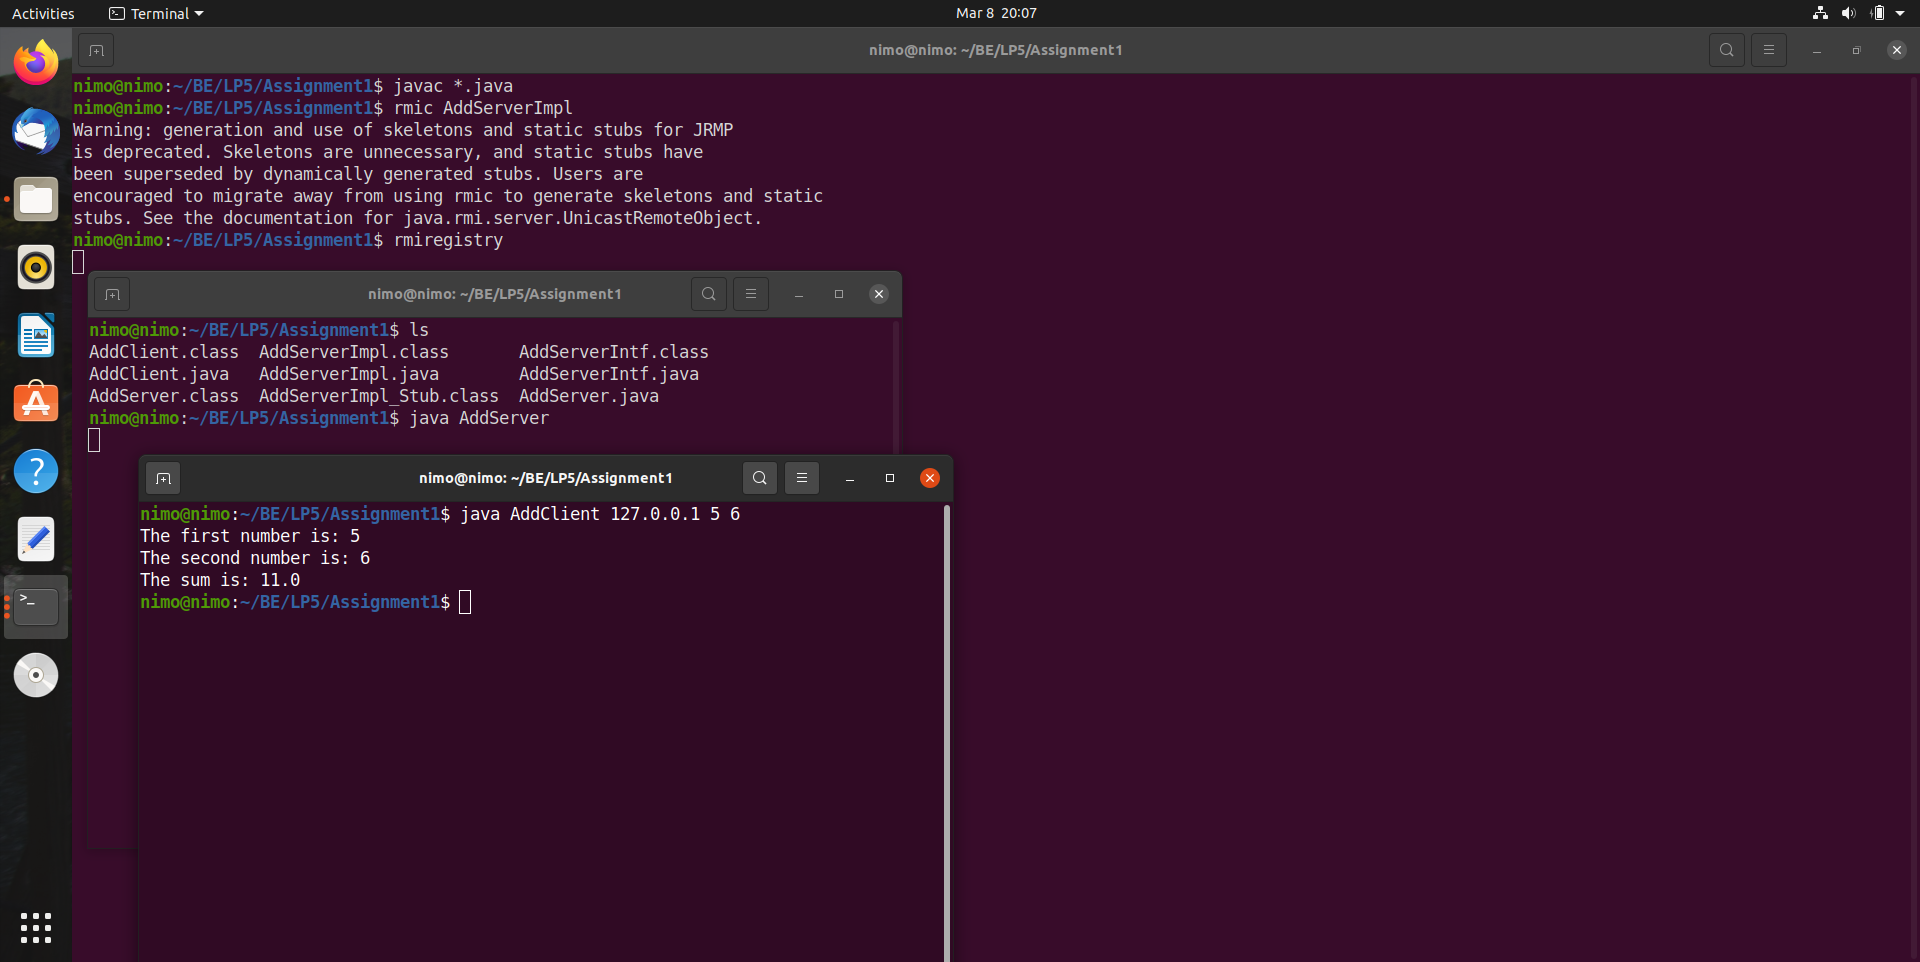 Activities
Terminal
Mar 8 20:07
nimo@nimo: ~/BE/LP5/Assignment1
nimo@nimo:~/BE/LP5/Assignment1$ javac *.java
nimo@nimo:~/BE/LP5/Assignment1$ rmic AddServerImpl
Warning: generation and use of skeletons and static stubs for JRMP
is deprecated. Skeletons are unnecessary, and static stubs have
been superseded by dynamically generated stubs. Users are
encouraged to migrate away from using rmic to generate skeletons and static
stubs. See the documentation for java.rmi.server.UnicastRemoteObject.
nimo@nimo:~/BE/LP5/Assignment1$ rmiregistry
nimo@nimo: ~/BE/LP5/Assignment1
nimo@nimo:~/BE/LP5/Assignment1$ ls
AddClient.class  AddServerImpl.class       AddServerIntf.class
AddClient.java   AddServerImpl.java        AddServerIntf.java
AddServer.class  AddServerImpl_Stub.class  AddServer.java
nimo@nimo:~/BE/LP5/Assignment1$ java AddServer
nimo@nimo: ~/BE/LP5/Assignment1
nimo@nimo:~/BE/LP5/Assignment1$ java AddClient 127.0.0.1 5 6
The first number is: 5
The second number is: 6
The sum is: 11.0
nimo@nimo:~/BE/LP5/Assignment1$